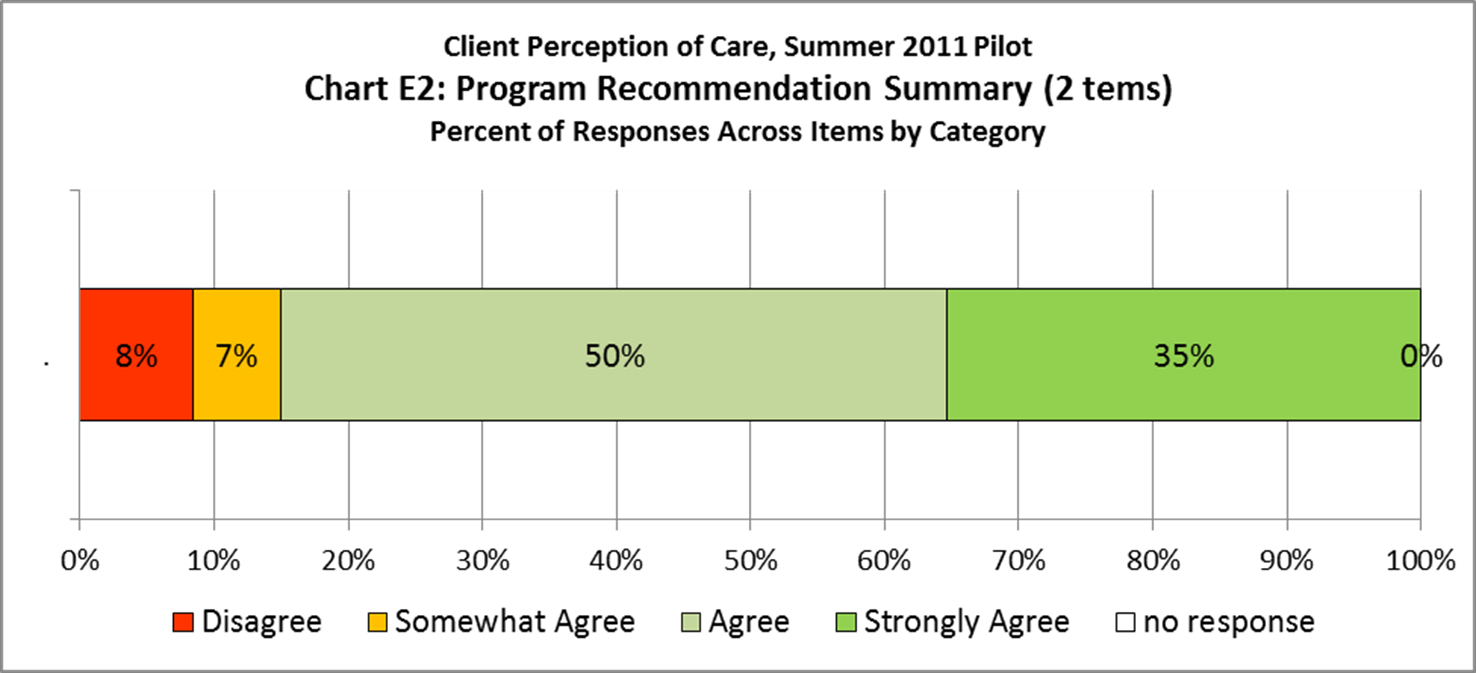 Client Perception of Care, Summer 2011 Pilot
Chart E2: Program Recommendation Summary (2 tems)
Percent of Responses Across Items by Category
. 8% 7% 50% 35% 0%
0% 10% 20% 30% 40% 50% 60% 70% 80% 90% 100%
Disagree Somewhat Agree Agree Strongly Agree no response